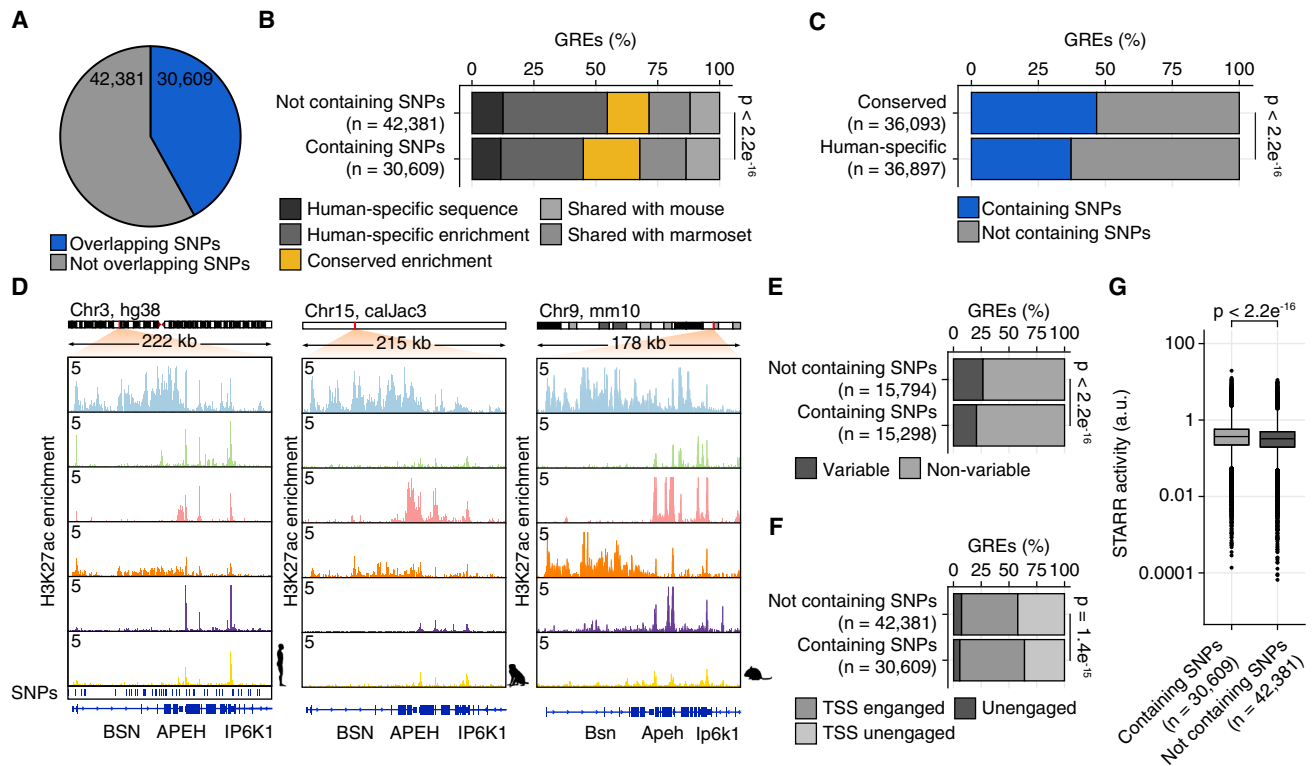 A
42,381
30,609
Overlapping SNPs
Not overlapping SNPs
B
GREs (%)
0 25 50 75 100
Not containing SNPs
(n = 42,381)
Containing SNPs
(n = 30,609)
p < 2.2e-16
Human-specific sequence
Human-specific enrichment
Conserved enrichment
Shared with mouse
Shared with marmoset
C
GREs (%)
0 25 50 75 100
Conserved
(n = 36,093)
Human-specific
(n = 36,897)
p < 2.2e-16
Containing SNPs
Not containing SNPs
D
Chr3, hg38
222 kb
H3K27ac enrichment
5
5
5
5
5
5
SNPs
BSN APEH IP6K1
Chr15, calJac3
215 kb
H3K27ac enrichment
5
5
5
5
5
5
BSN APEH IP6K1
Chr9, mm10
178 kb
H3K27ac enrichment
5
5
5
5
5
5
Bsn Apeh Ip6k1
E
GREs (%)
0 25 50 75 100
Not containing SNPs
(n = 15,794)
Containing SNPs
(n = 15,298)
p < 2.2e-16
Variable
Non-variable
F
GREs (%)
0 25 50 75 100
Not containing SNPs
(n = 42,381)
Containing SNPs
(n = 30,609)
p = 1.4e-15
TSS enganged
Unengaged
TSS unengaged
G
p < 2.2e-16
STARR activity (a.u.)
100
1
0.01
0.0001
Containing SNPs
(n = 30,609)
Not containing SNPs
(n = 42,381)